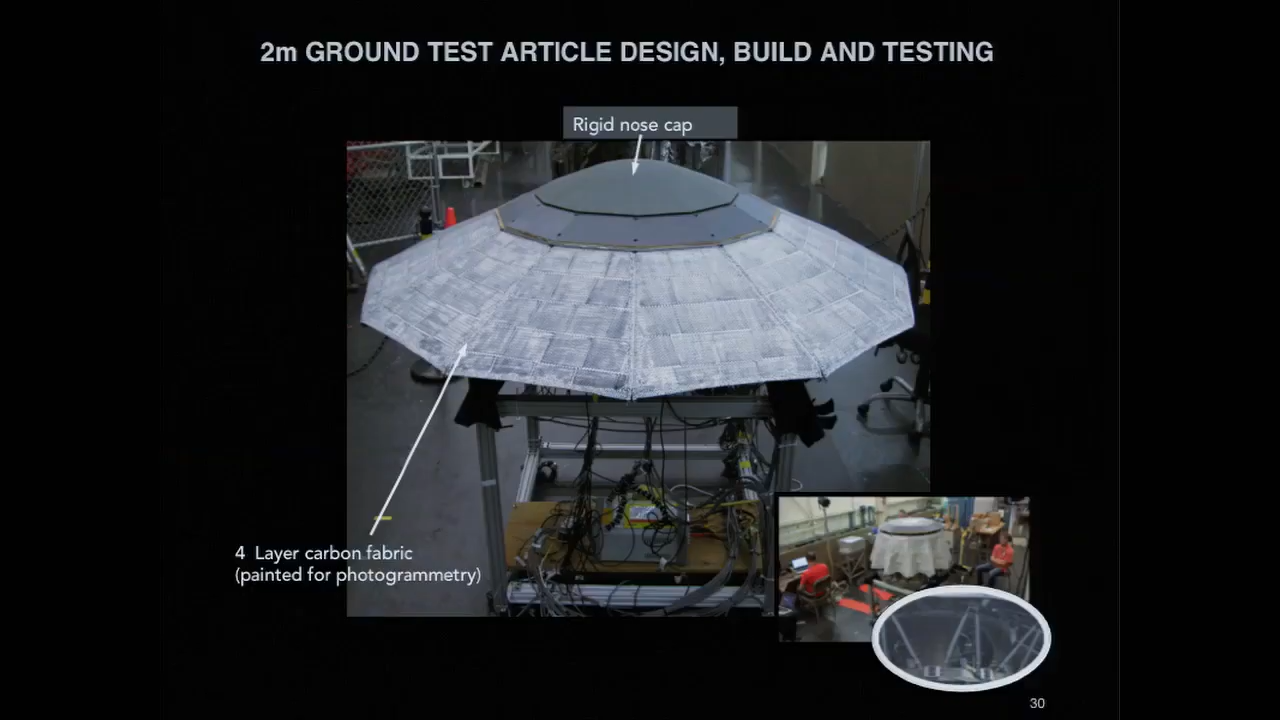 2m GROUND TEST ARTICLE DESIGN, BUILD AND TESTING
Rigid nose cap
4 Layer carbon fabric
(painted for photogrammetry)
30